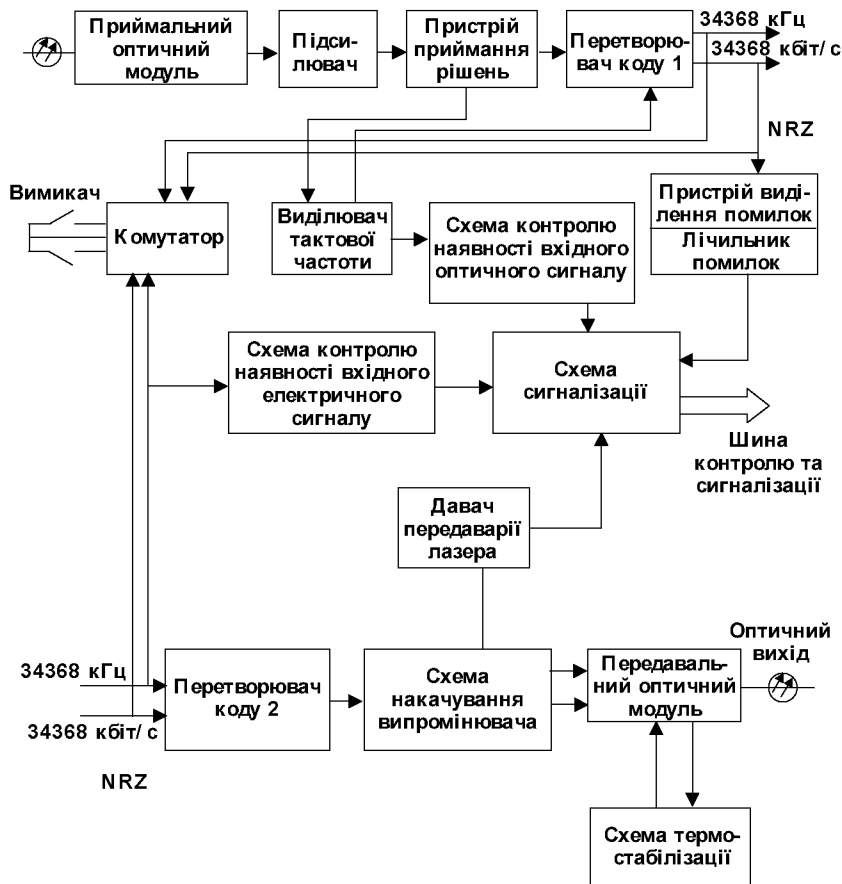 Приймальний
оптичний
модуль
Підси-
лювач
Пристрій
приймання
рішень
Перетворю-
вач коду 1
34368 кГц
34368 кбіт/ с
NRZ
Вимикач
Комутатор
Виділювач
тактової
частоти
Схема контролю
наявності вхідного
оптичного сигналу
Пристрій виді-
лення помилок
Лічильник
помилок
Схема контролю
наявності вхідного
електричного
сигналу
Схема
сигналізації
Шина
контролю та
сигналізації
Давач
передаварії
лазера
34368 кГц
34368 кбіт/ с
NRZ
Перетворювач
коду 2
Схема
накачування
випромінювача
Передаваль-
ний оптичний
модуль
Оптичний
вихід
Схема термо-
стабілізації